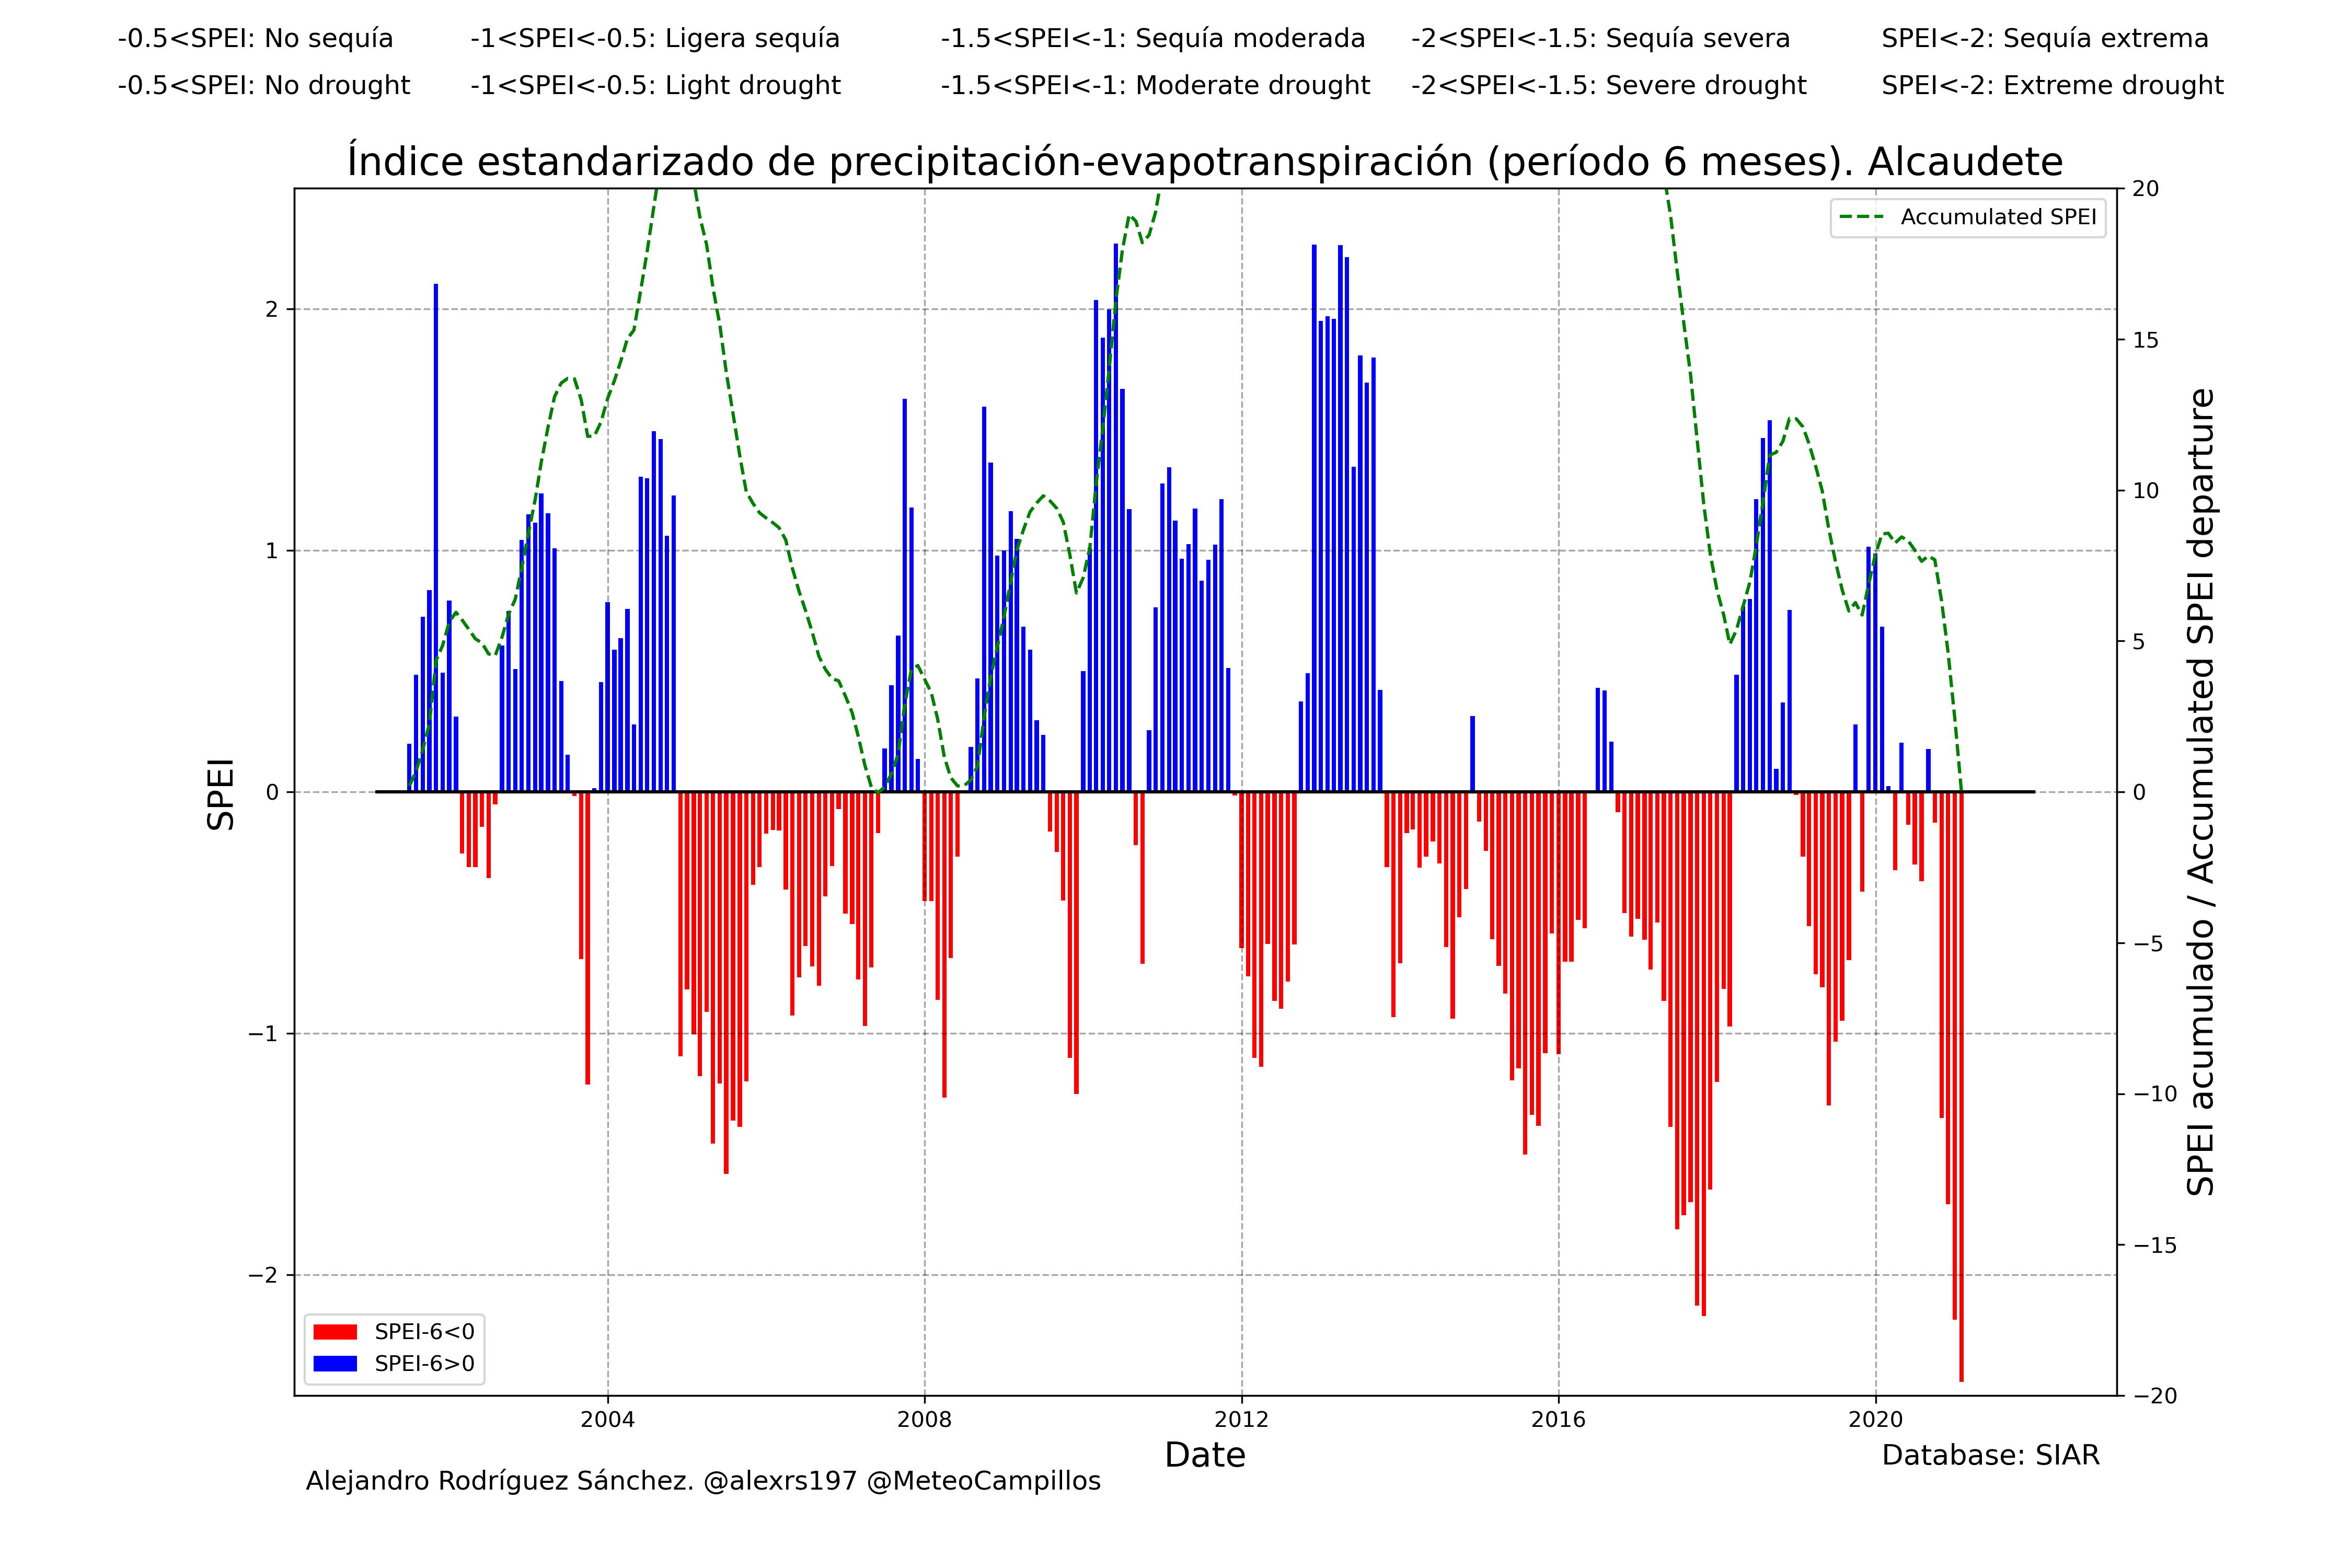 -0.5<SPEI: No sequía -1<SPEI<-0.5: Ligera sequía -1.5<SPEI<-1: Sequía moderada -2<SPEI<-1.5: Sequía severa SPEI<-2: Sequía extrema
-0.5<SPEI: No drought -1<SPEI<-0.5: Light drought -1.5<SPEI<-1: Moderate drought -2<SPEI<-1.5: Severe drought SPEI<-2: Extreme drought
Índice estandarizado de precipitación-evapotranspiración (período 6 meses). Alcaudete
Accumulated SPEI
SPEI
2
1
0
−1
−2
20
15
10
5
0
−5
−10
−15
−20
SPEI acumulado / Accumulated SPEI departure
SPEI-6<0
SPEI-6>0
2004 2008 2012 2016 2020
Date
Database: SIAR
Alejandro Rodríguez Sánchez. @alexrs197 @MeteoCampillos